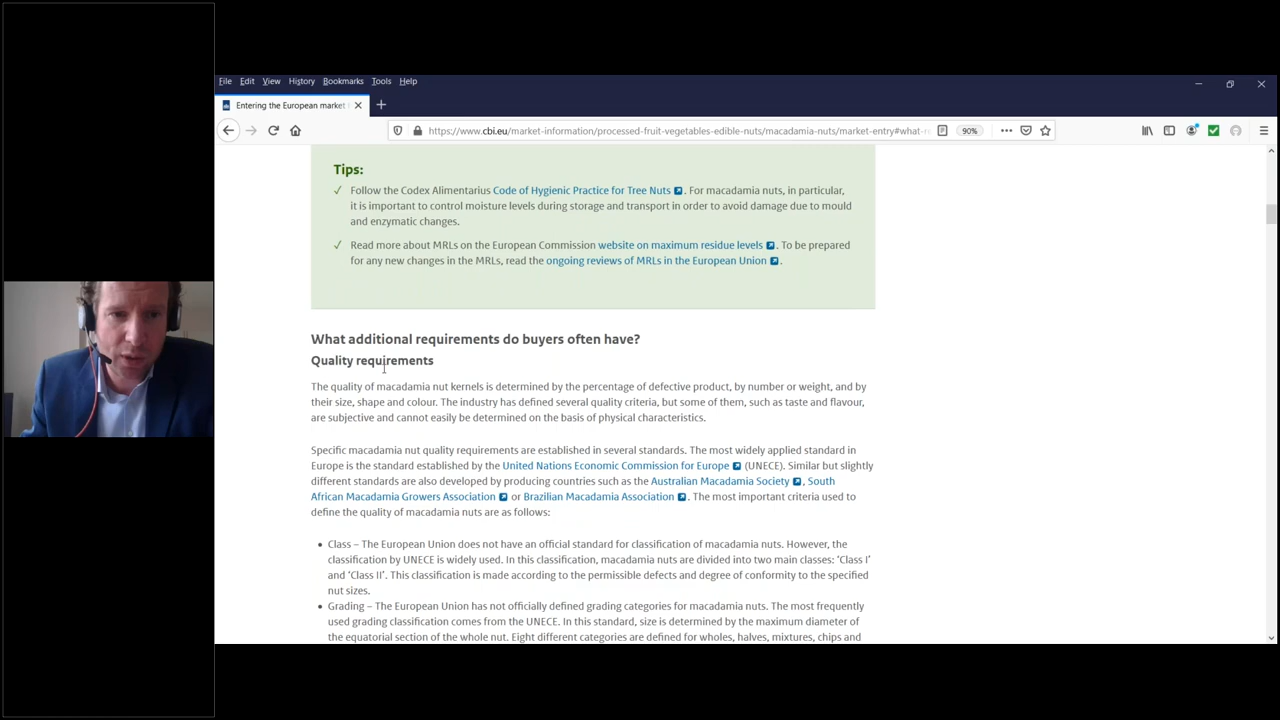 File Edit View History Bookmarks Tools Help
Entering the European market
https://www.cbi.eu/market-information/processed-fruit-vegetables-edible-nuts/macadamia-nuts/market-entry#what-r
90%
Tips:
Follow the Codex Alimentarius Code of Hygienic Practice for Tree Nuts. For macadamia nuts, in particular,
it is important to control moisture levels during storage and transport in order to avoid damage due to mould
and enzymatic changes.
Read more about MRLs on the European Commission website on maximum residue levels. To be prepared
for any new changes in the MRLs, read the ongoing reviews of MRLs in the European Union.
What additional requirements do buyers often have?
Quality requirements
The quality of macadamia nut kernels is determined by the percentage of defective product, by number or weight, and by
their size, shape and colour. The industry has defined several quality criteria, but some of them, such as taste and flavour,
are subjective and cannot easily be determined on the basis of physical characteristics.
Specific macadamia nut quality requirements are established in several standards. The most widely applied standard in
Europe is the standard established by the United Nations Economic Commission for Europe (UNECE). Similar but slightly
different standards are also developed by producing countries such as the Australian Macadamia Society, South
African Macadamia Growers Association or Brazilian Macadamia Association. The most important criteria used to
define the quality of macadamia nuts are as follows:
• Class – The European Union does not have an official standard for classification of macadamia nuts. However, the
classification by UNECE is widely used. In this classification, macadamia nuts are divided into two main classes: ‘Class I’
and ‘Class II’. This classification is made according to the permissible defects and degree of conformity to the specified
nut sizes.
• Grading – The European Union has not officially defined grading categories for macadamia nuts. The most frequently
used grading classification comes from the UNECE. In this standard, size is determined by the maximum diameter of
the equatorial section of the whole nut. Eight different categories are defined for wholes, halves, mixtures, chips and